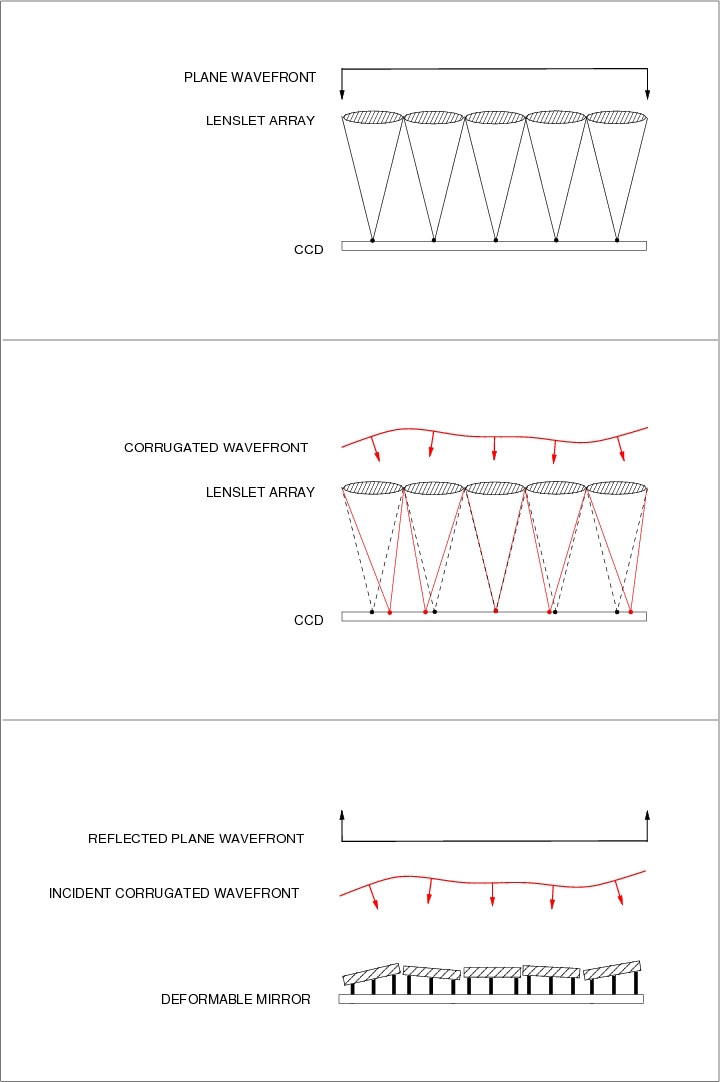 PLANE WAVEFRONT
LENSLET ARRAY
CCD
CORRUGATED WAVEFRONT
LENSLET ARRAY
CCD
REFLECTED PLANE WAVEFRONT
INCIDENT CORRUGATED WAVEFRONT
DEFORMABLE MIRROR